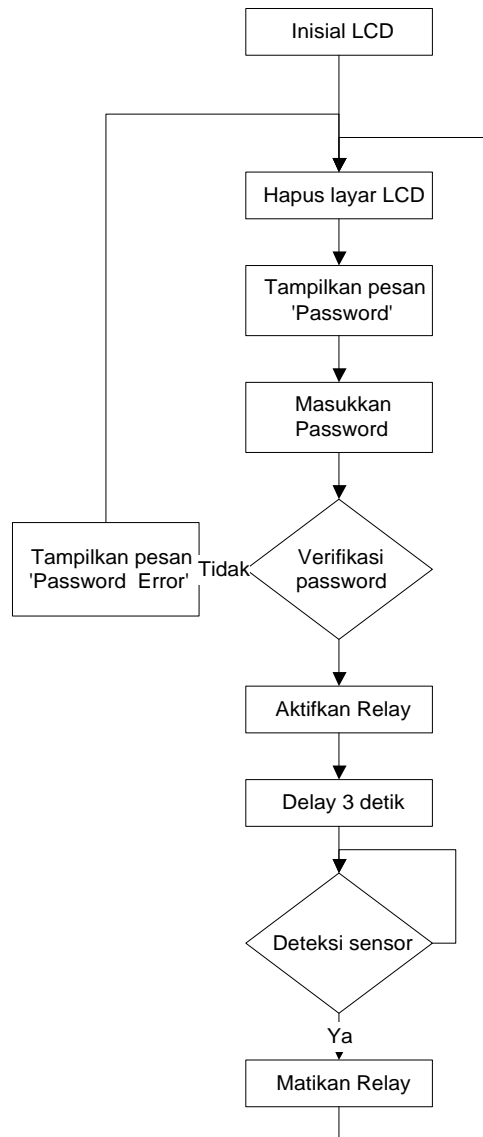 Inisial LCD
Hapus layar LCD
Tampilkan pesan
'Password'
Masukkan
Password
Verifikasi
password
Tidak
Tampilkan pesan
'Password Error'
Aktifkan Relay
Delay 3 detik
Deteksi sensor
Ya
Matikan Relay